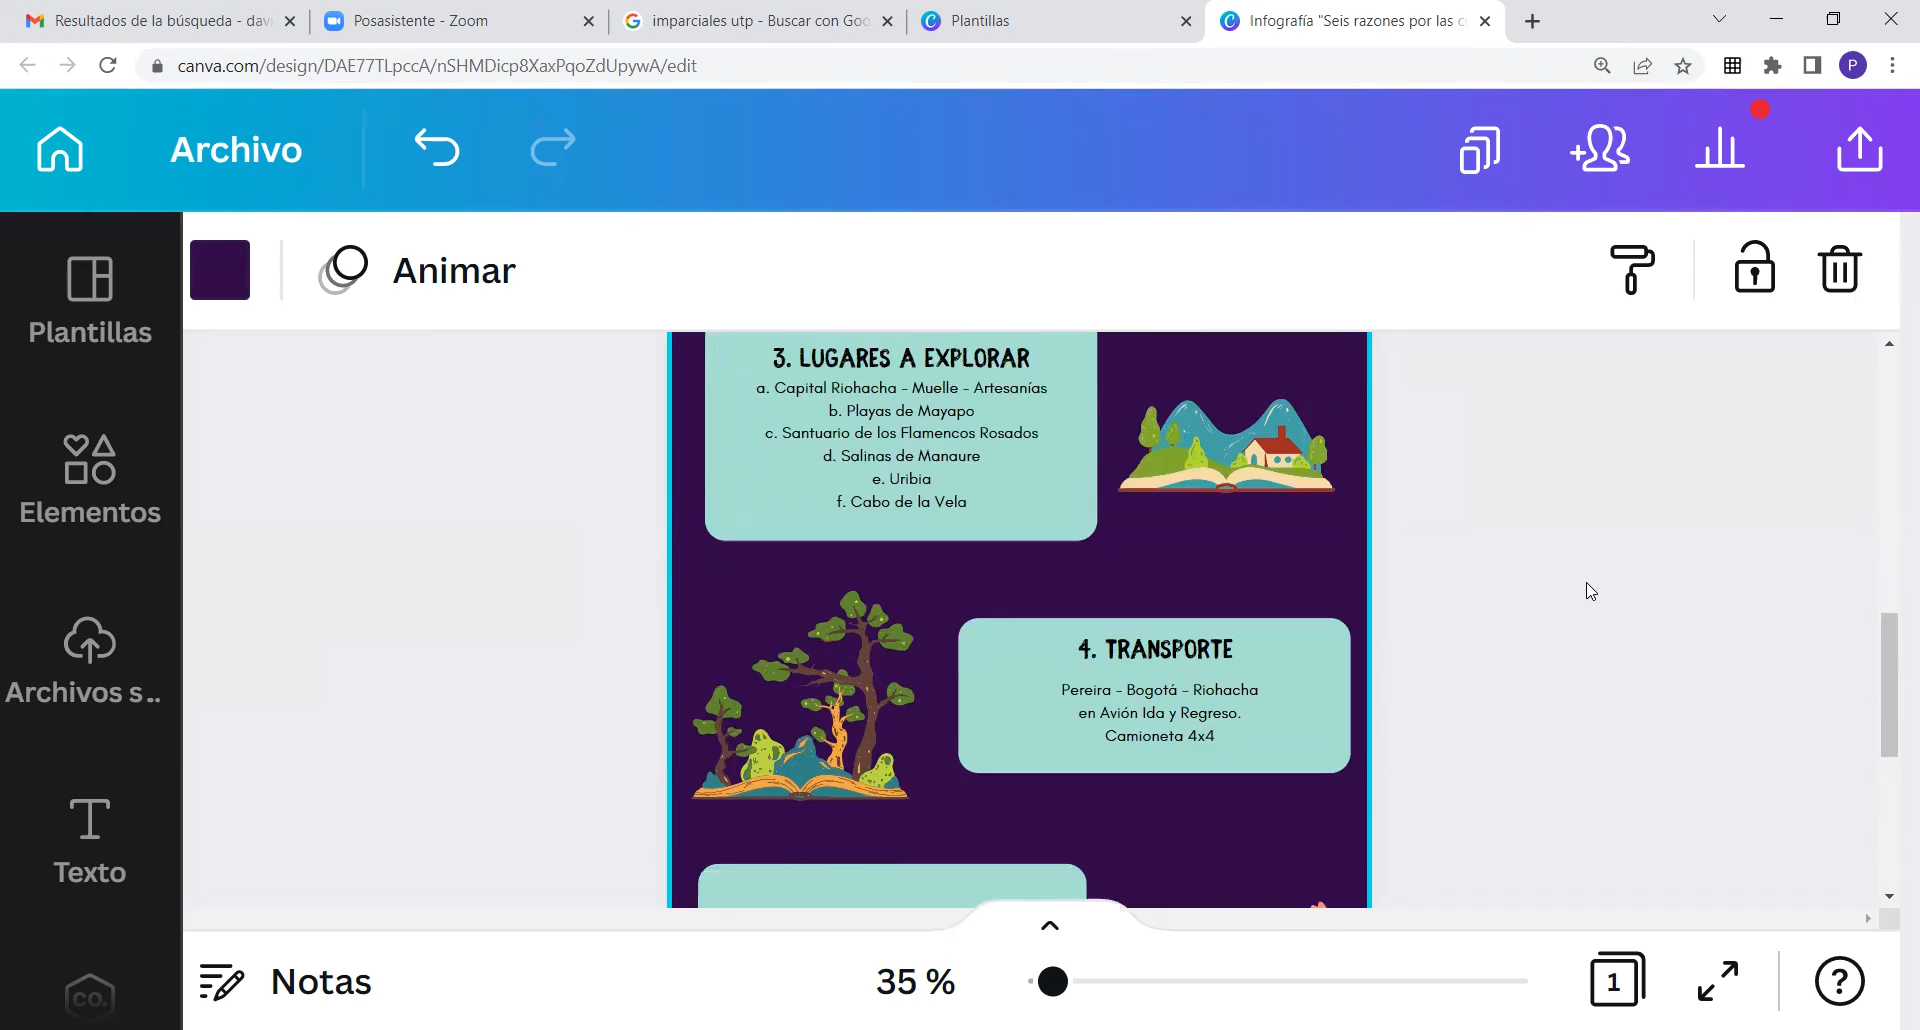 Resultados de la búsqueda - dav
Posasistente - Zoom
imparciales utp - Buscar con Goo
Plantillas
Infografía "Seis razones por las c
canva.com/design/DAE77TLpccA/nSHMDicp8XaxPqoZdUpywA/edit
P
Archivo
Animar
Plantillas
Elementos
Archivos s...
Texto
CO.
3. LUGARES A EXPLORAR
a. Capital Riohacha - Muelle - Artesanías
b. Playas de Mayapo
c. Santuario de los Flamencos Rosados
d. Salinas de Manaure
e. Uribia
f. Cabo de la Vela
4. TRANSPORTE
Pereira - Bogotá - Riohacha
en Avión Ida y Regreso.
Camioneta 4x4
Notas
35 %
1
?